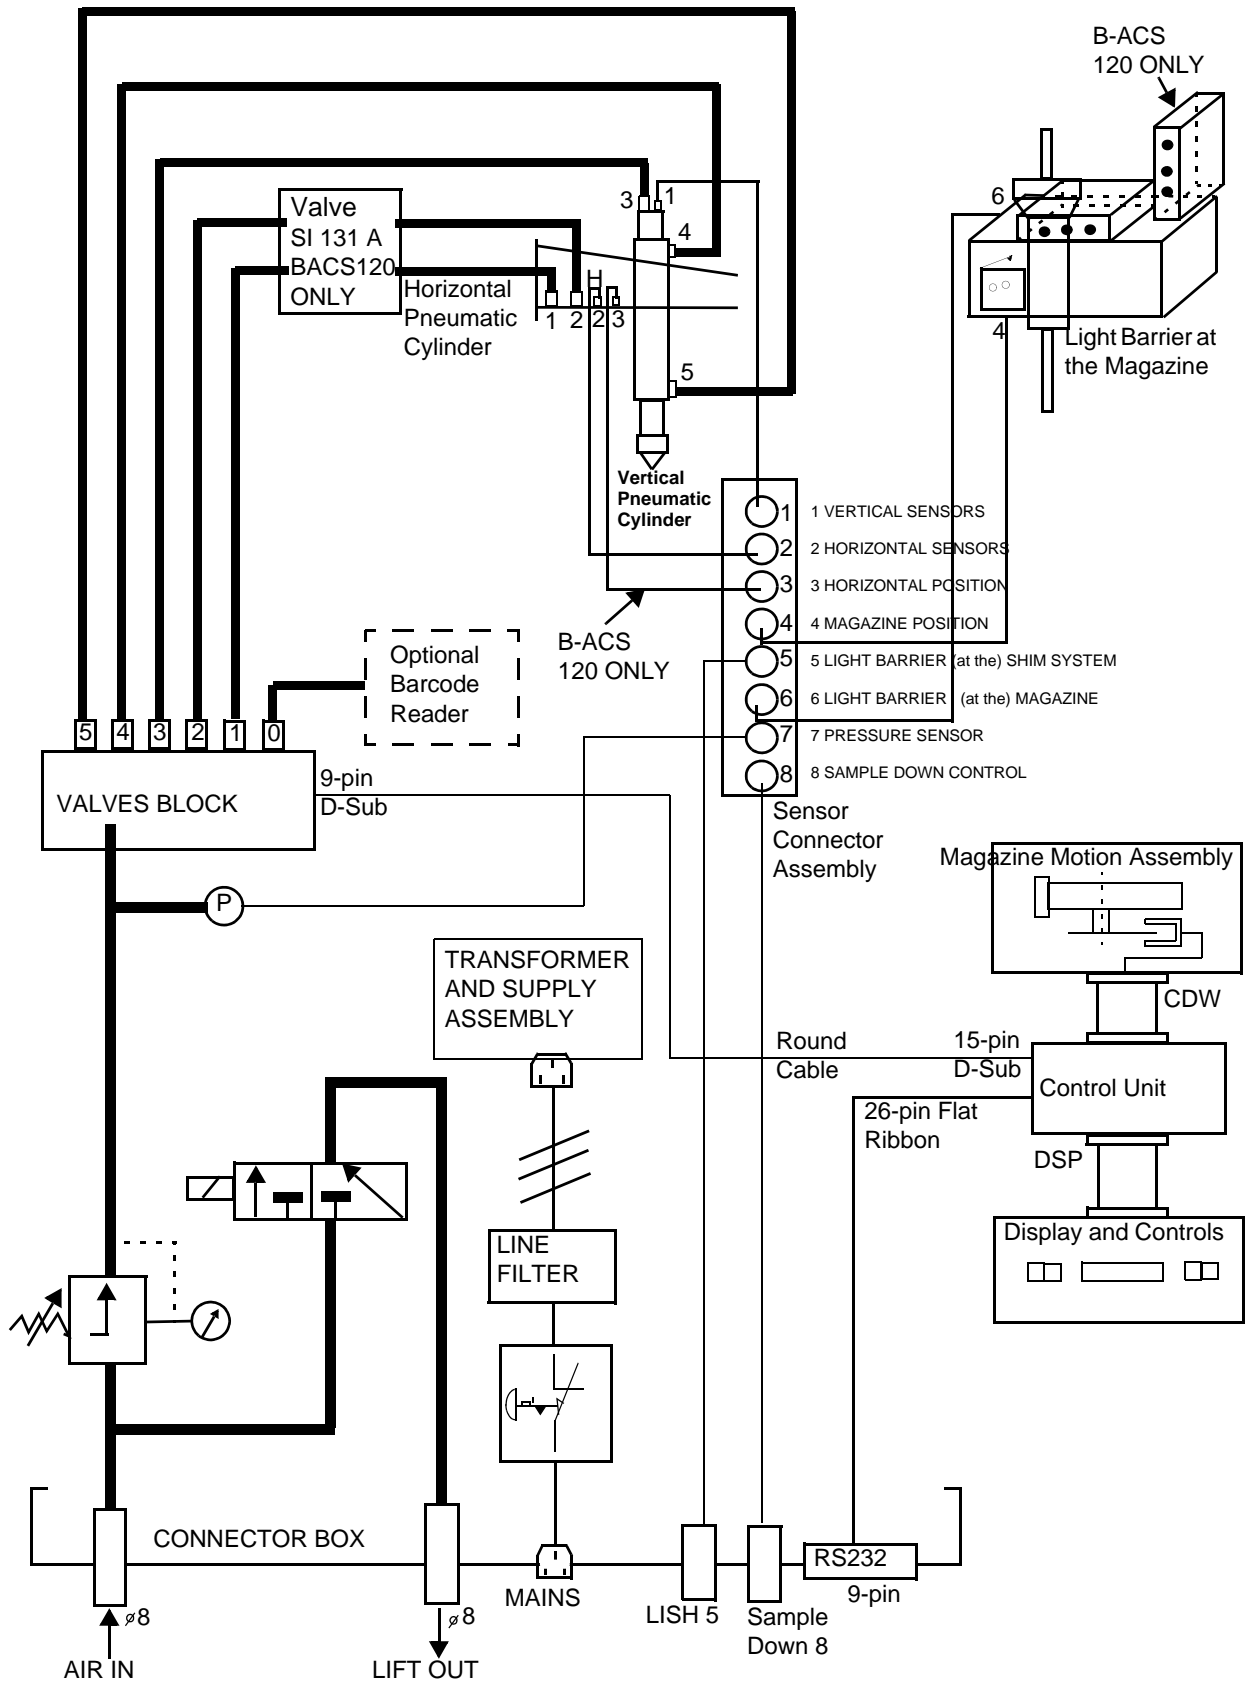 B-ACS
120 ONLY
Valve
SI 131 A
BACS120
ONLY
3
1
4
6
Horizontal
Pneumatic
Cylinder
H
1
2
2
3
5
4
Light Barrier at
the Magazine
Vertical
Pneumatic
Cylinder
1
1 VERTICAL SENSORS
2
2 HORIZONTAL SENSORS
3
3 HORIZONTAL POSITION
4
4 MAGAZINE POSITION
5
5 LIGHT BARRIER (at the) SHIM SYSTEM
6
6 LIGHT BARRIER (at the) MAGAZINE
7
7 PRESSURE SENSOR
8
8 SAMPLE DOWN CONTROL
Sensor
Connector
Assembly
B-ACS
120 ONLY
Optional
Barcode
Reader
5
4
3
2
1
0
VALVES BLOCK
9-pin
D-Sub
P
Magazine Motion Assembly
CDW
TRANSFORMER
AND SUPPLY
ASSEMBLY
Round
Cable
15-pin
D-Sub
Control Unit
26-pin Flat
Ribbon
DSP
Display and Controls
LINE
FILTER
CONNECTOR BOX
RS232
9-pin
MAINS
LISH 5
Sample
Down 8
⌀8
AIR IN
⌀8
LIFT OUT